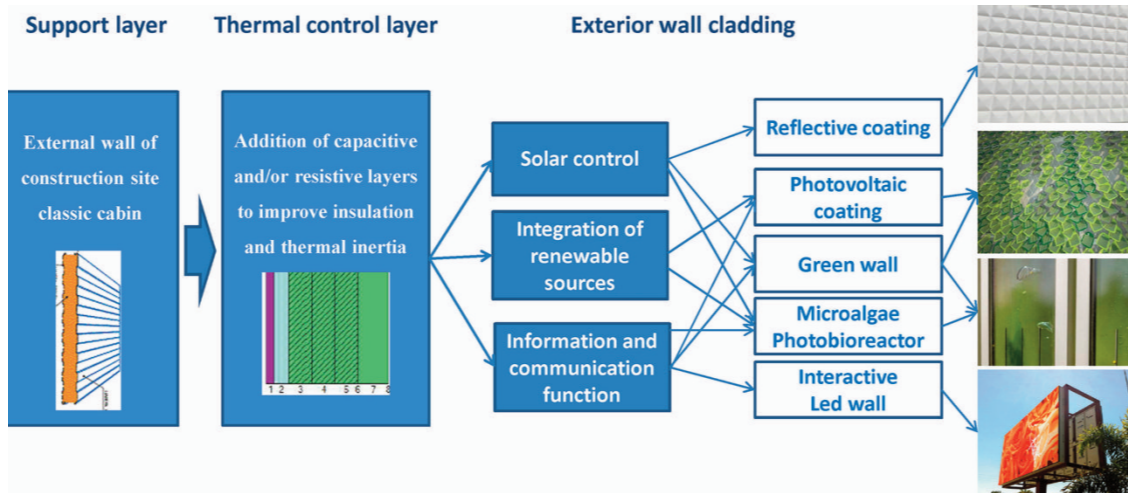 Support layer
Thermal control layer
Exterior wall cladding
External wall of
construction site
classic cabin
Addition of capacitive
and/or resistive layers
to improve insulation
and thermal inertia
1 2 3 4 5 6 7 8
Solar control
Integration of
renewable
sources
Information and
communication
function
Reflective coating
Photovoltaic
coating
Green wall
Microalgae
Photobioreactor
Interactive
Led wall